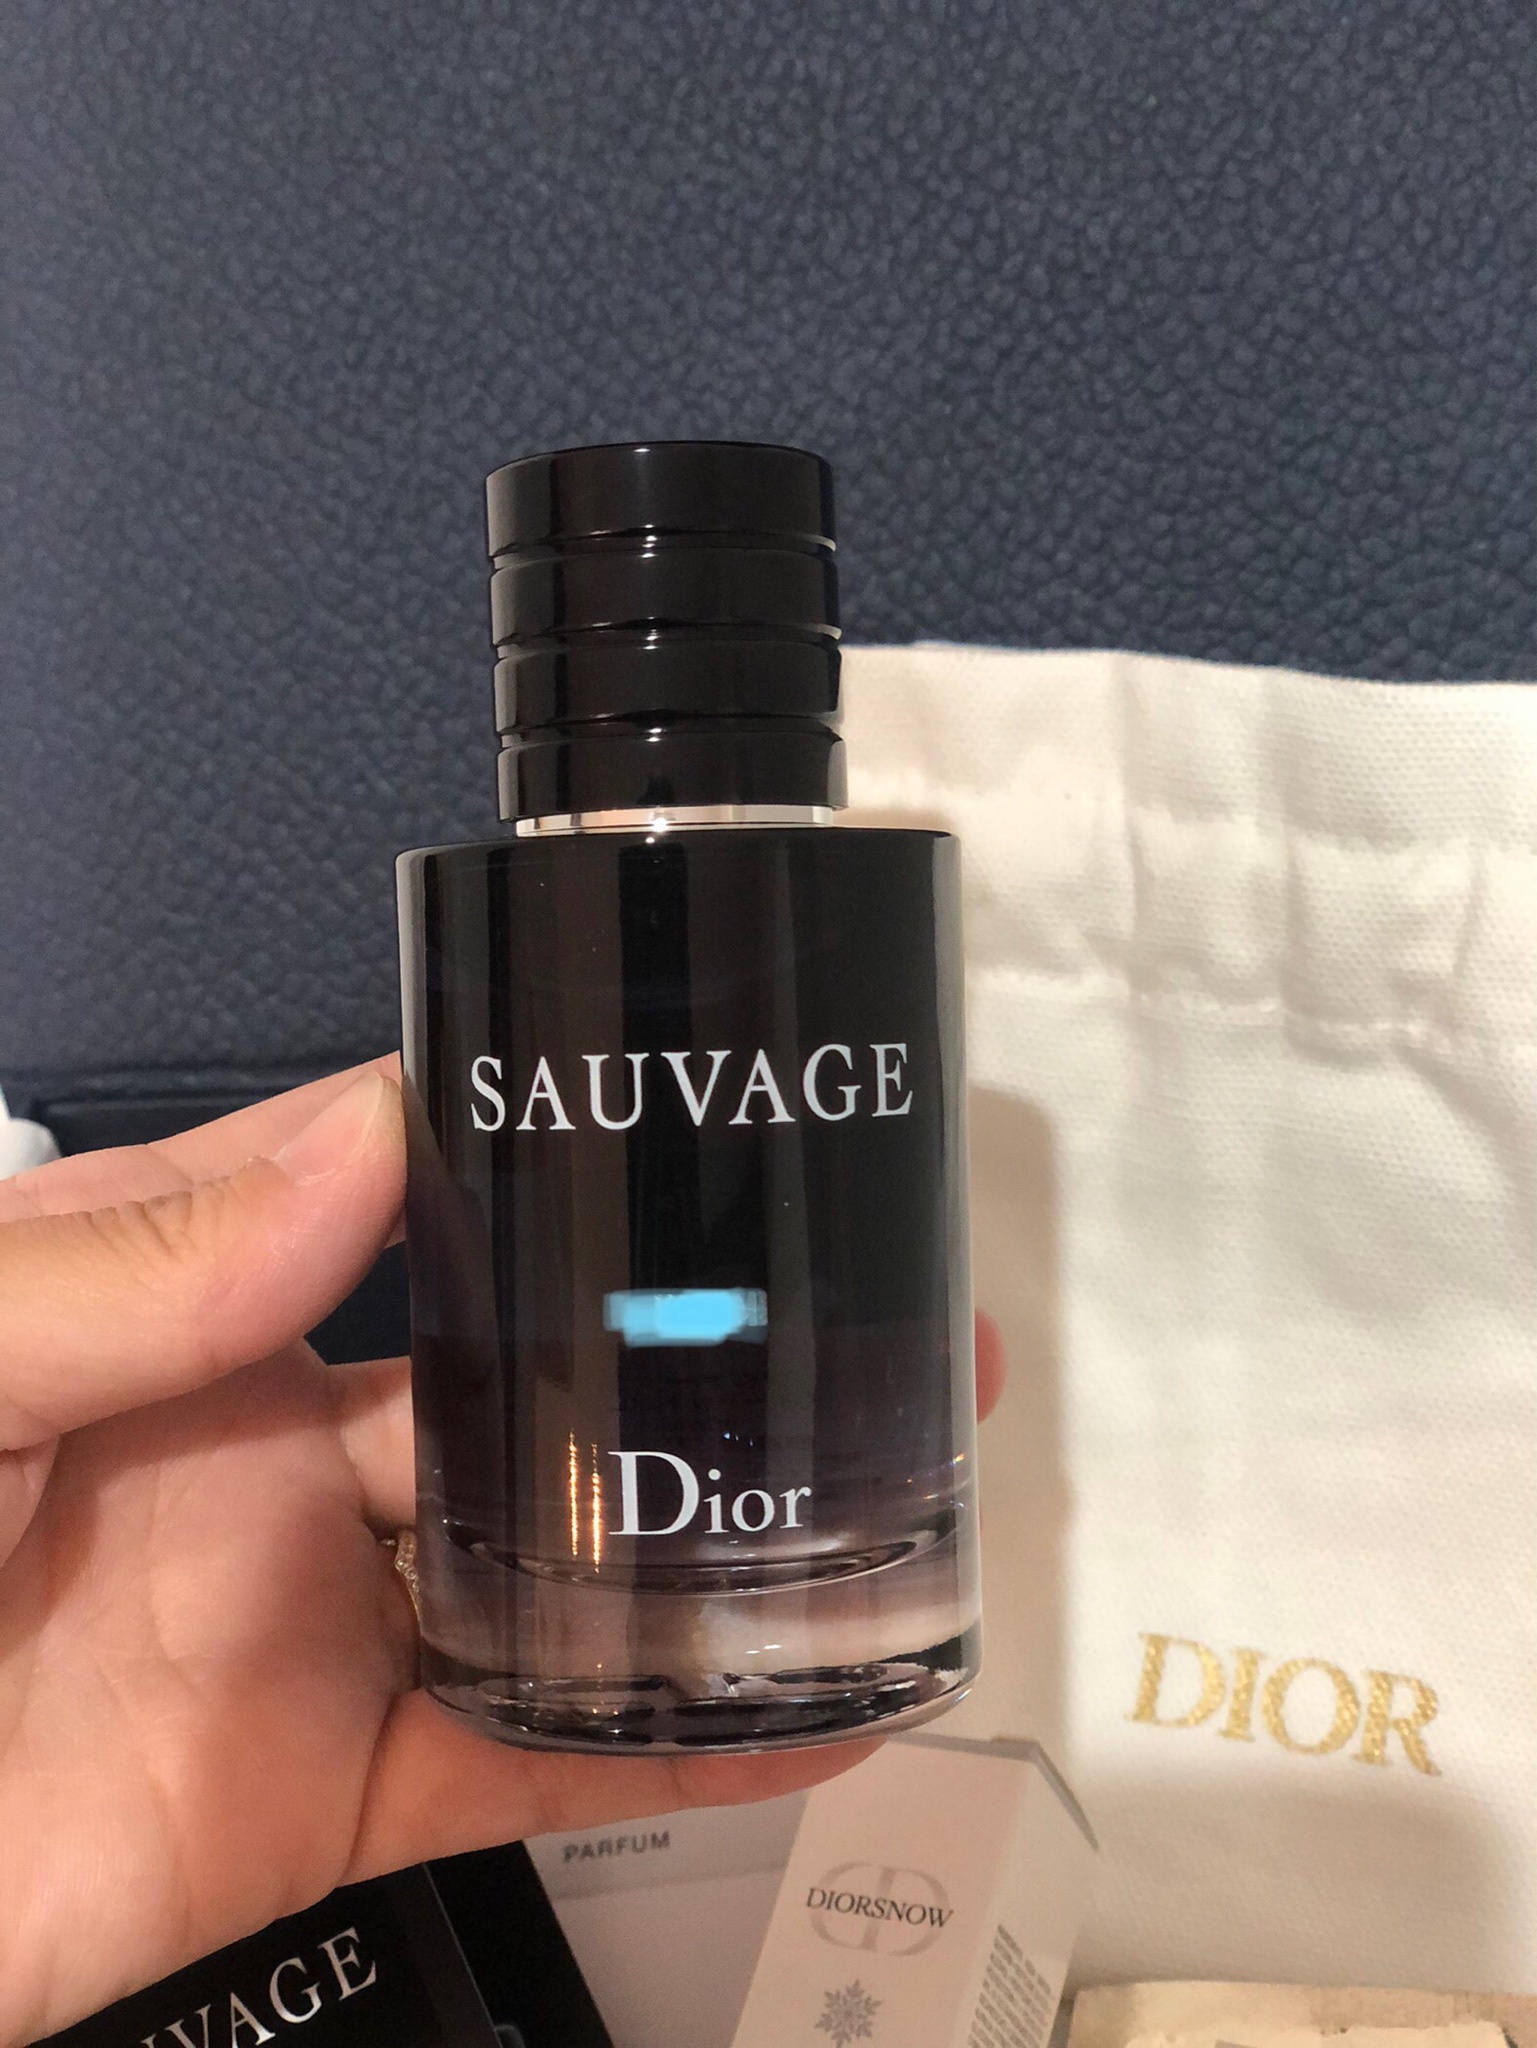 SAUVAGE
Dior
DIOR
PARFUM
DIORSNOW
VAGE